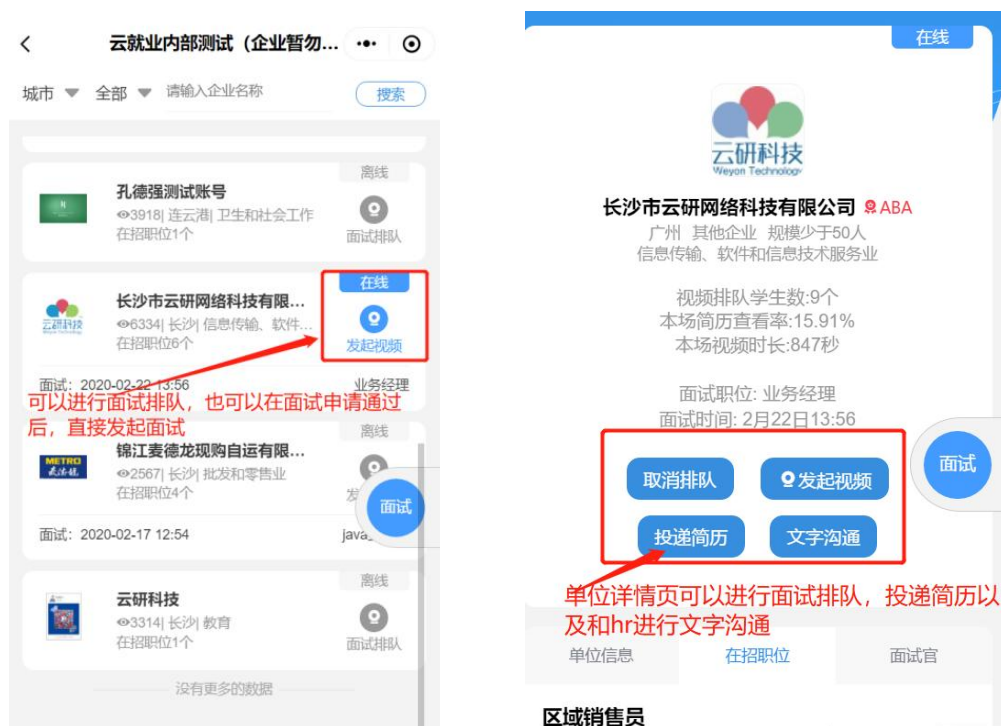 云就业内部测试（企业暂勿...
城市 全部 请输入企业名称 搜索
离线
孔德强测试账号
3918| 连云港| 卫生和社会工作
在招职位1个
面试排队
在线
长沙市云研网络科技有限...
6334| 长沙| 信息传输、软件...
在招职位6个
发起视频
云研科技
面试：2020-02-22 13:56 业务经理
可以进行面试排队，也可以在面试申请通过
后，直接发起面试
离线
METRO
锦江麦德龙现购自运有限...
2567| 长沙| 批发和零售业
在招职位4个
发
面试
面试：2020-02-17 12:54 java
离线
云研科技
3314| 长沙| 教育
在招职位1个
面试排队
没有更多的数据
在线
云研科技
Weyon Technology
长沙市云研网络科技有限公司 ABA
广州 其他企业 规模少于50人
信息传输、软件和信息技术服务业
视频排队学生数:9个
本场简历查看率:15.91%
本场视频时长:847秒
面试职位: 业务经理
面试时间: 2月22日13:56
取消排队 发起视频
面试
投递简历 文字沟通
单位详情页可以进行面试排队，投递简历以
及和hr进行文字沟通
单位信息 在招职位 面试官
区域销售员